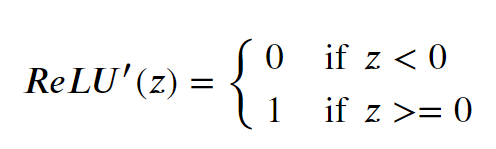 ReLU′(z) = { 0 if z < 0
1 if z >= 0